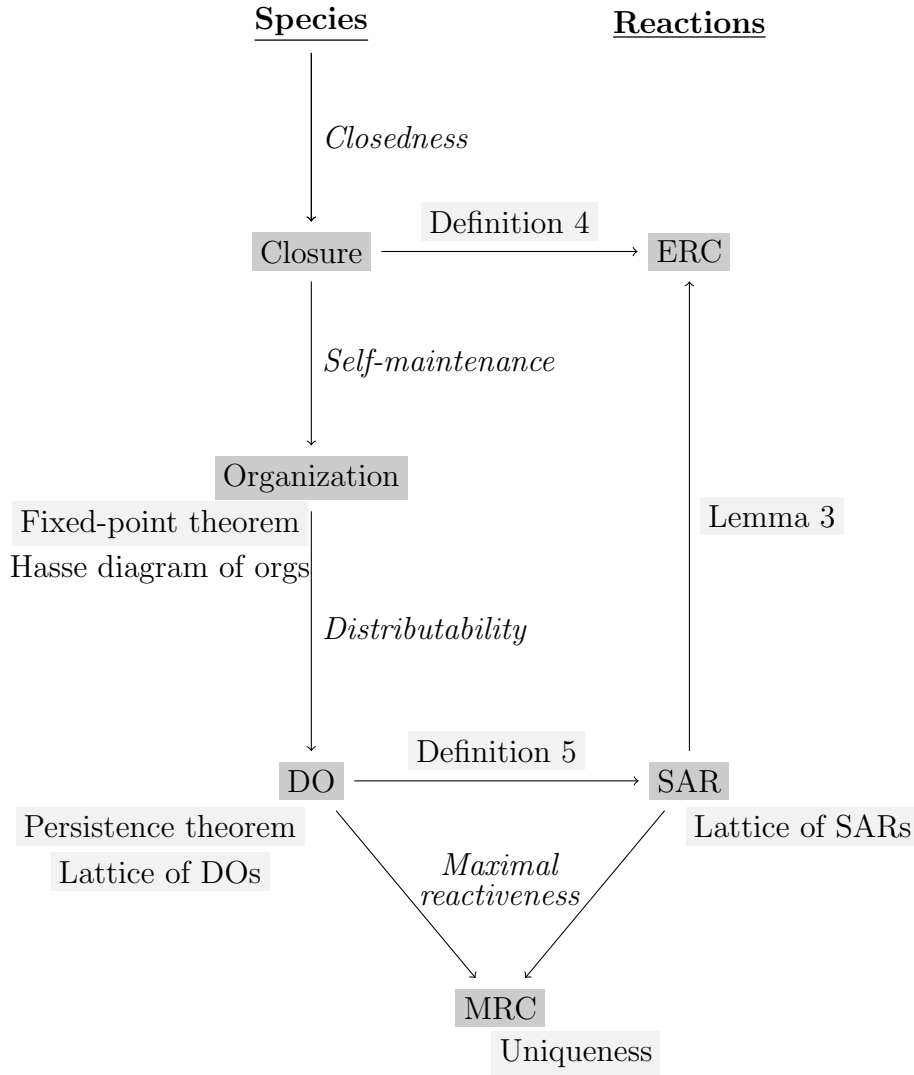 Species
Reactions
Closedness
Definition 4
Closure
ERC
Self-maintenance
Organization
Fixed-point theorem
Lemma 3
Hasse diagram of orgs
Distributability
Definition 5
DO
SAR
Persistence theorem
Lattice of SARs
Lattice of DOs
Maximal
reactiveness
MRC
Uniqueness